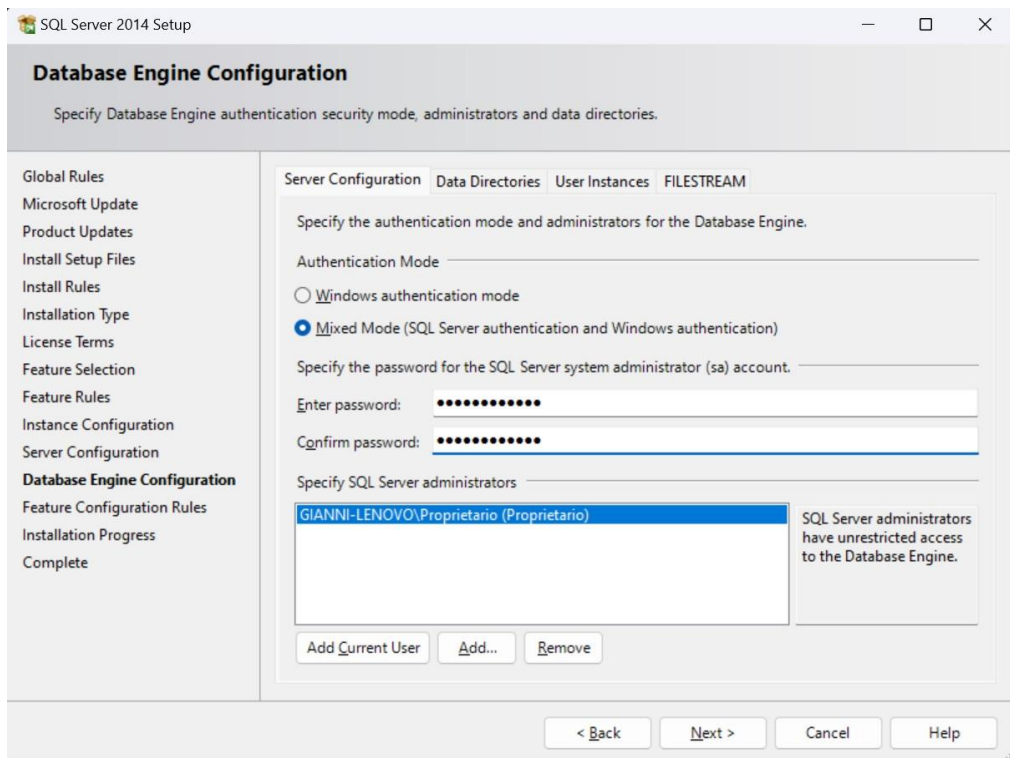 SQL Server 2014 Setup
Database Engine Configuration
Specify Database Engine authentication security mode, administrators and data directories.
Global Rules
Microsoft Update
Product Updates
Install Setup Files
Install Rules
Installation Type
License Terms
Feature Selection
Feature Rules
Instance Configuration
Server Configuration
Database Engine Configuration
Feature Configuration Rules
Installation Progress
Complete
Server Configuration Data Directories User Instances FILESTREAM
Specify the authentication mode and administrators for the Database Engine.
Authentication Mode
Windows authentication mode
Mixed Mode (SQL Server authentication and Windows authentication)
Specify the password for the SQL Server system administrator (sa) account.
Enter password: ●●●●●●●●●●●●
Confirm password: ●●●●●●●●●●●●
Specify SQL Server administrators
GIANNI-LENOVO\Proprietario (Proprietario)
SQL Server administrators
have unrestricted access
to the Database Engine.
Add Current User Add... Remove
< Back Next > Cancel Help